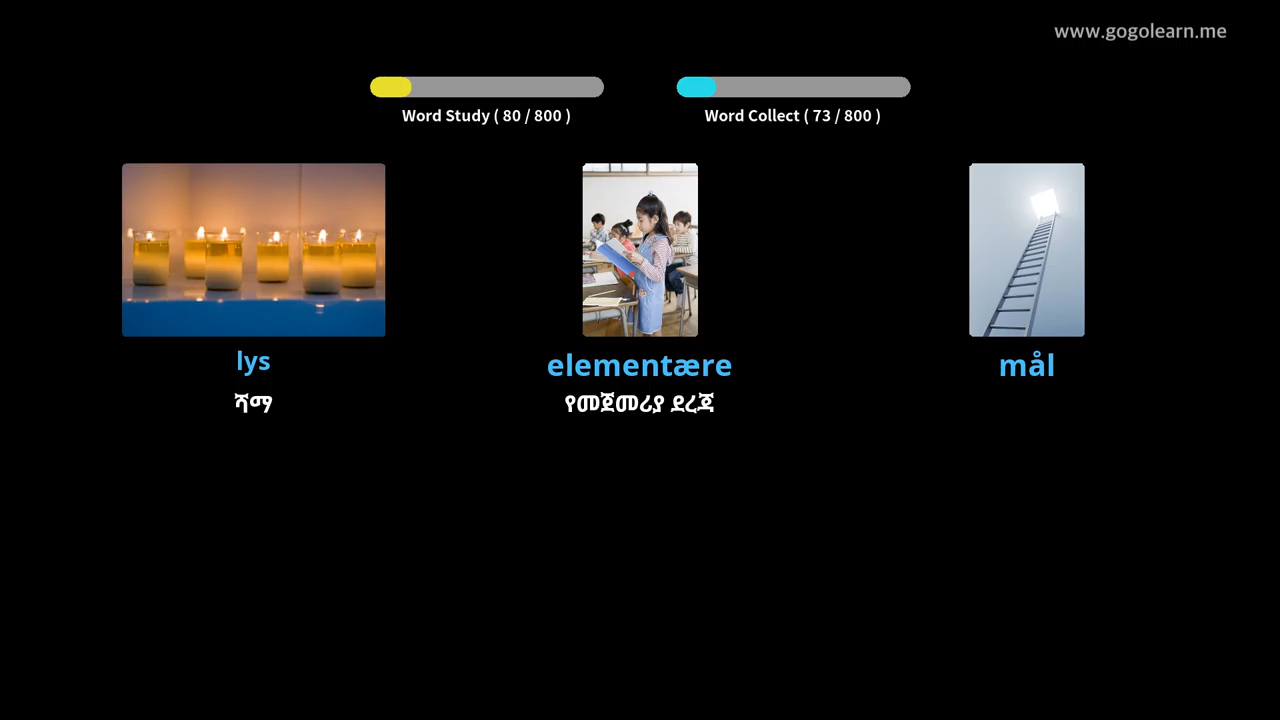 www.gogolearn.me
Word Study ( 80 / 800 )
Word Collect ( 73 / 800 )
lys
ሻማ
elementære
የመጀመሪያ ደረጃ
mål